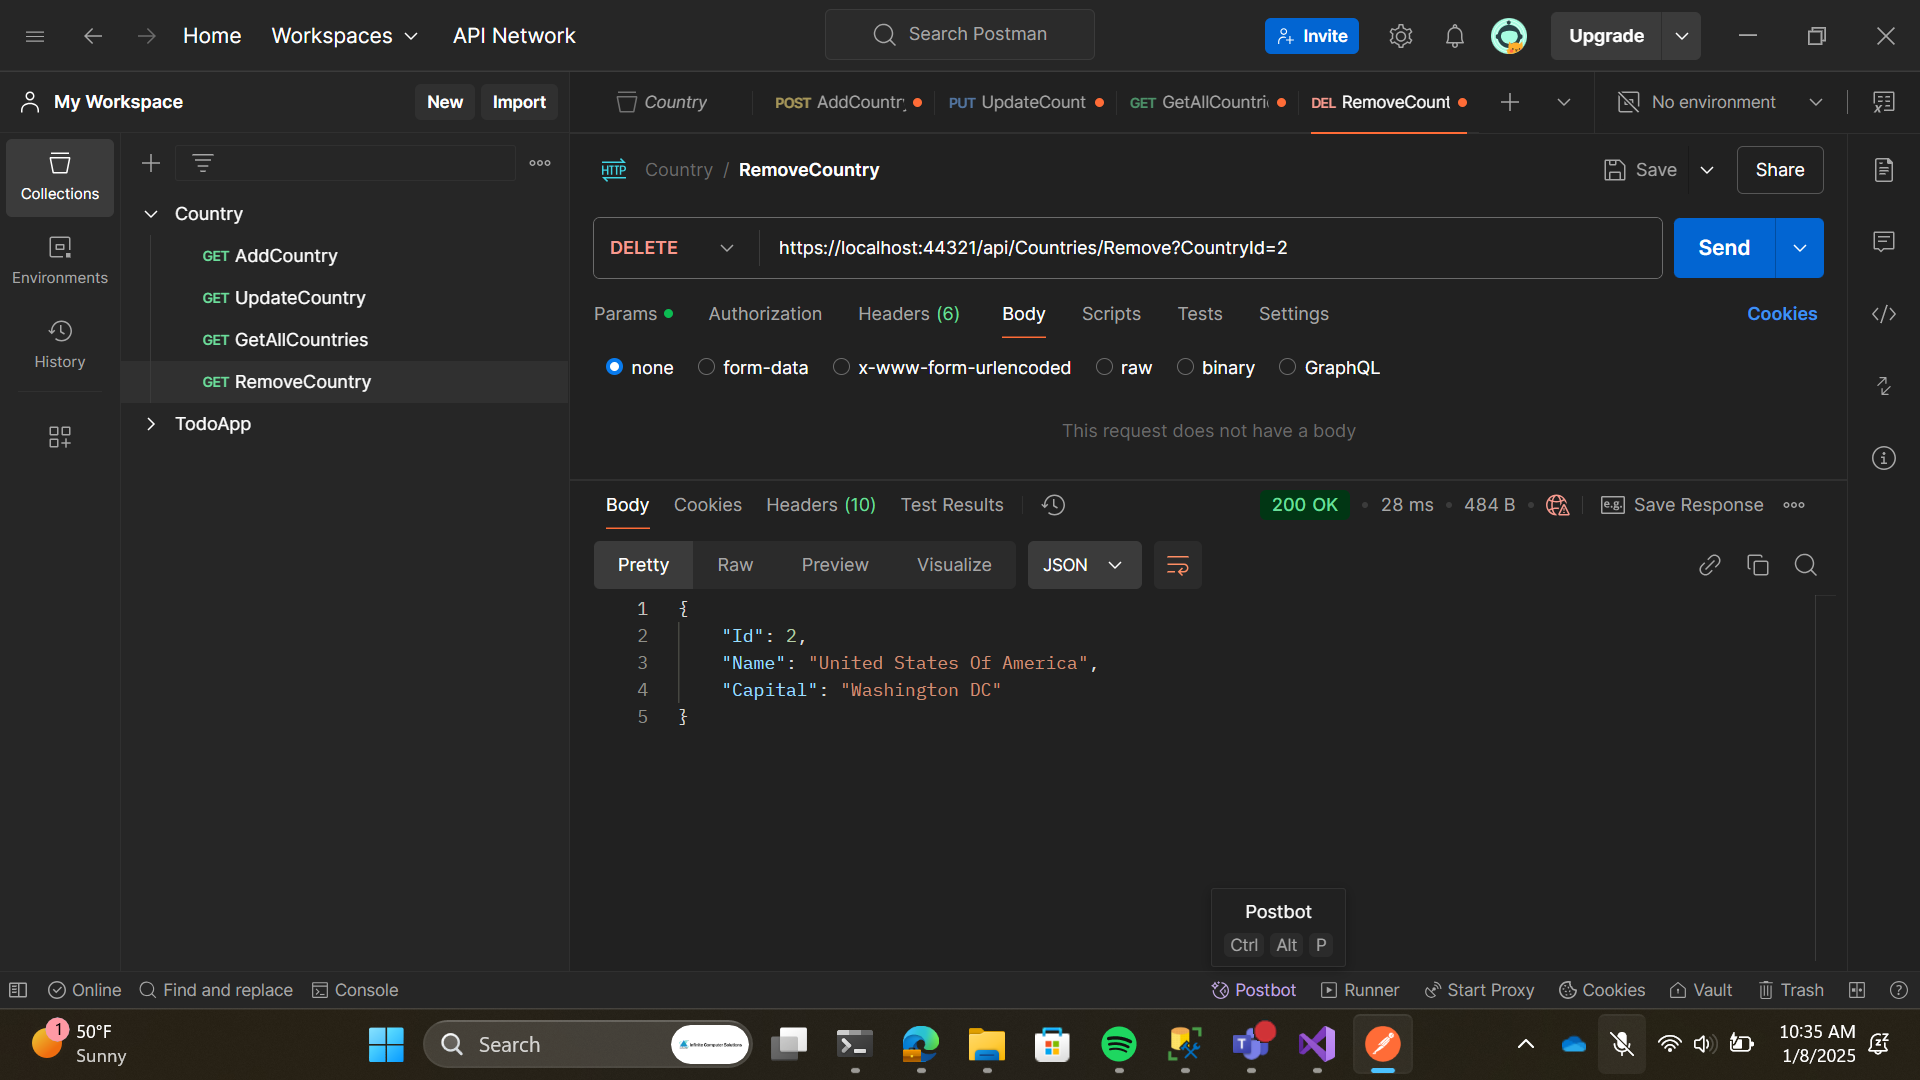 Home
Workspaces
API Network
Search Postman
Invite
Upgrade
My Workspace
New
Import
Country
POST AddCountry
PUT UpdateCount
GET GetAllCountri
DEL RemoveCount
No environment
Collections
Environments
History
Country
GET AddCountry
GET UpdateCountry
GET GetAllCountries
GET RemoveCountry
TodoApp
HTTP
Country / RemoveCountry
Save
Share
DELETE
https://localhost:44321/api/Countries/Remove?CountryId=2
Send
Params
Authorization
Headers (6)
Body
Scripts
Tests
Settings
Cookies
none
form-data
x-www-form-urlencoded
raw
binary
GraphQL
This request does not have a body
Body
Cookies
Headers (10)
Test Results
200 OK
28 ms
484 B
e.g.
Save Response
Pretty
Raw
Preview
Visualize
JSON
1 {
2 "Id": 2,
3 "Name": "United States Of America",
4 "Capital": "Washington DC"
5 }
Postbot
Ctrl Alt P
Online
Find and replace
Console
Postbot
Runner
Start Proxy
Cookies
Vault
Trash
1
50°F
Sunny
Search
Infinite Computer Solutions
10:35 AM
1/8/2025